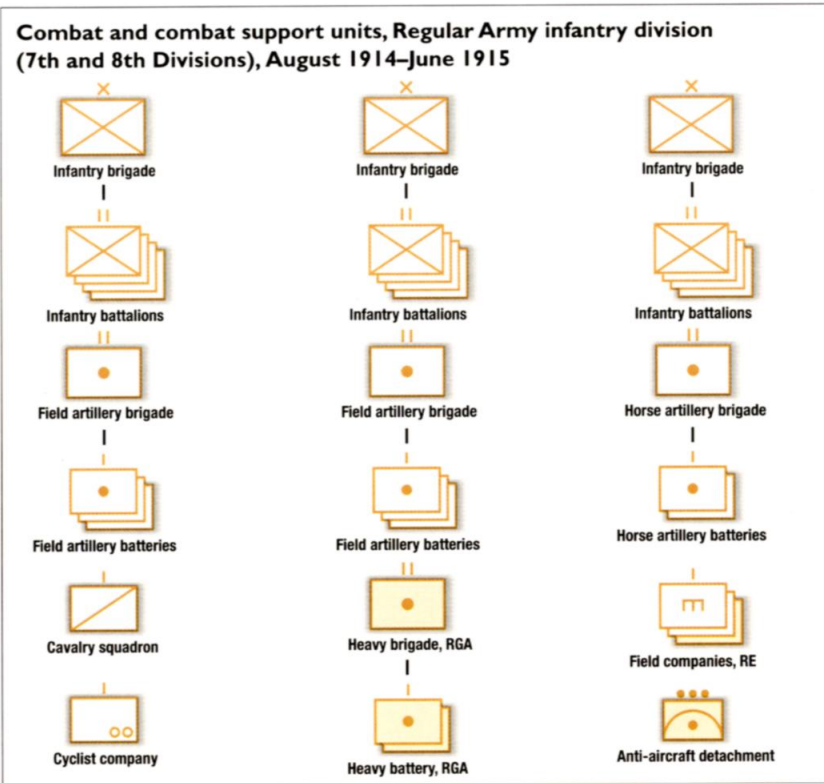 Combat and combat support units, Regular Army infantry division
(7th and 8th Divisions), August 1914–June 1915
Infantry brigade
Infantry brigade
Infantry brigade
Infantry battalions
Infantry battalions
Infantry battalions
Field artillery brigade
Field artillery brigade
Horse artillery brigade
Field artillery batteries
Field artillery batteries
Horse artillery batteries
Cavalry squadron
Heavy brigade, RGA
Field companies, RE
Cyclist company
Heavy battery, RGA
Anti-aircraft detachment